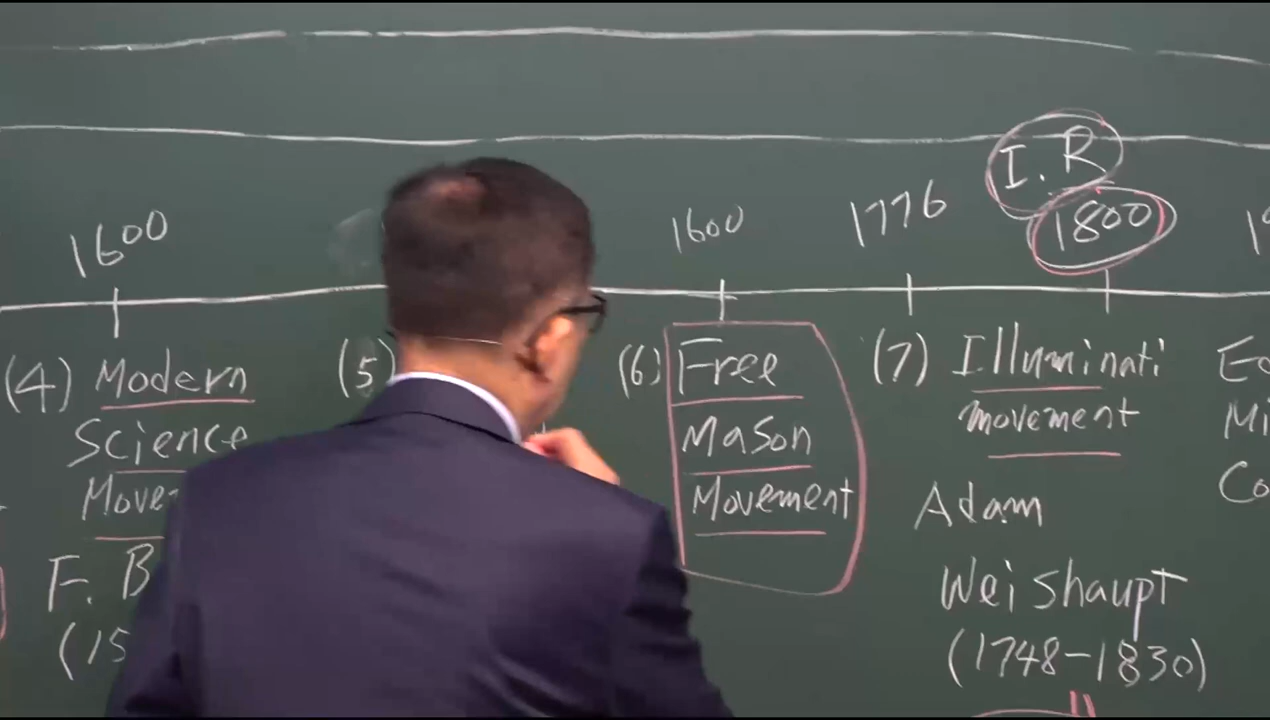 I.R
1600
1600
1776
1800
(4) Modern
Science
F. B
(15
(5)
(6) Free
Mason
Movement
(7) Illuminati
movement
Adam
Weishaupt
(1748-1830)